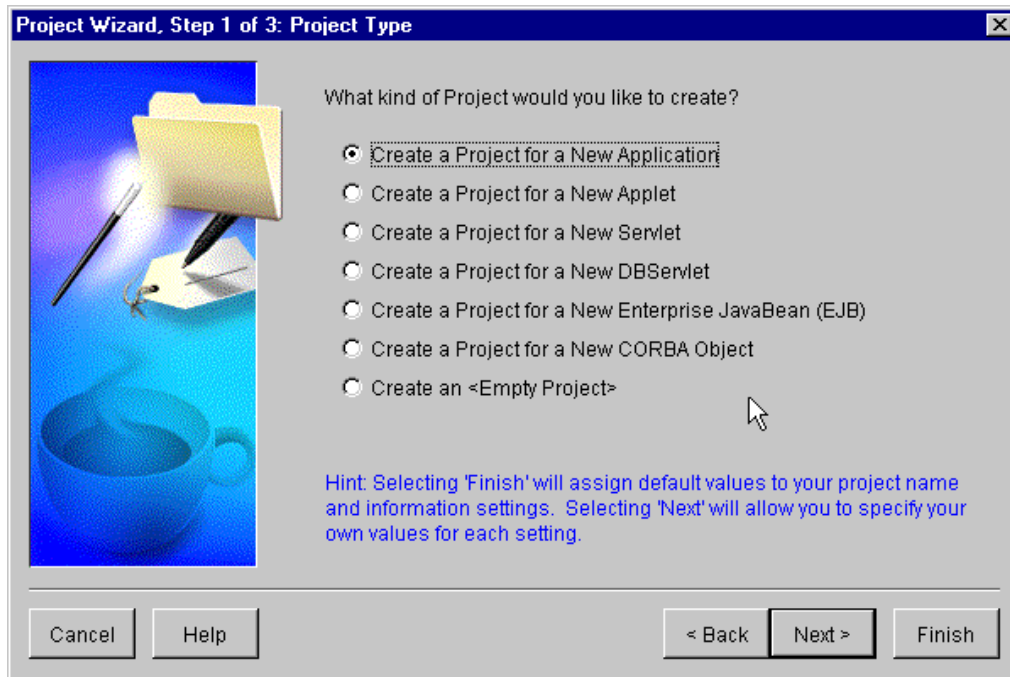 Project Wizard, Step 1 of 3: Project Type
What kind of Project would you like to create?
Create a Project for a New Application
Create a Project for a New Applet
Create a Project for a New Servlet
Create a Project for a New DBServlet
Create a Project for a New Enterprise JavaBean (EJB)
Create a Project for a New CORBA Object
Create an <Empty Project>
Hint: Selecting 'Finish' will assign default values to your project name
and information settings.  Selecting 'Next' will allow you to specify your
own values for each setting.
Cancel Help < Back Next > Finish